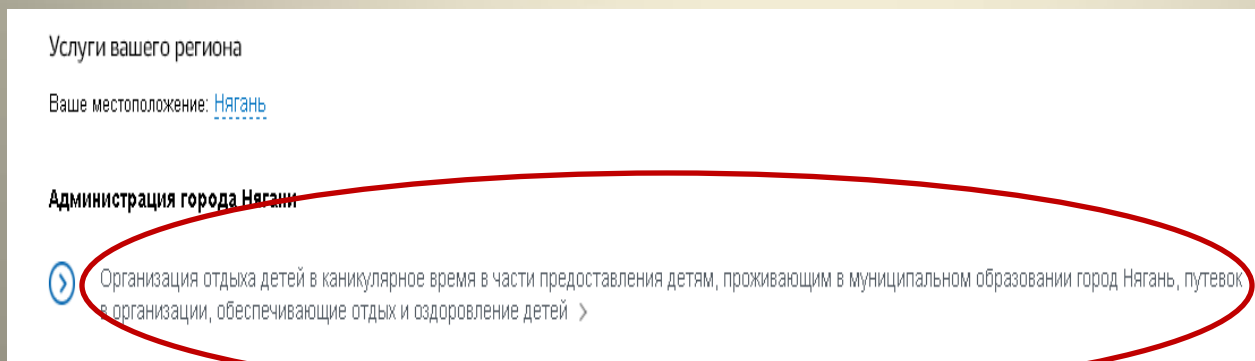 Услуги вашего региона
Ваше местоположение: Нягань
Администрация города Нягани
Организация отдыха детей в каникулярное время в части предоставления детям, проживающим в муниципальном образовании город Нягань, путевок
в организации, обеспечивающие отдых и оздоровление детей